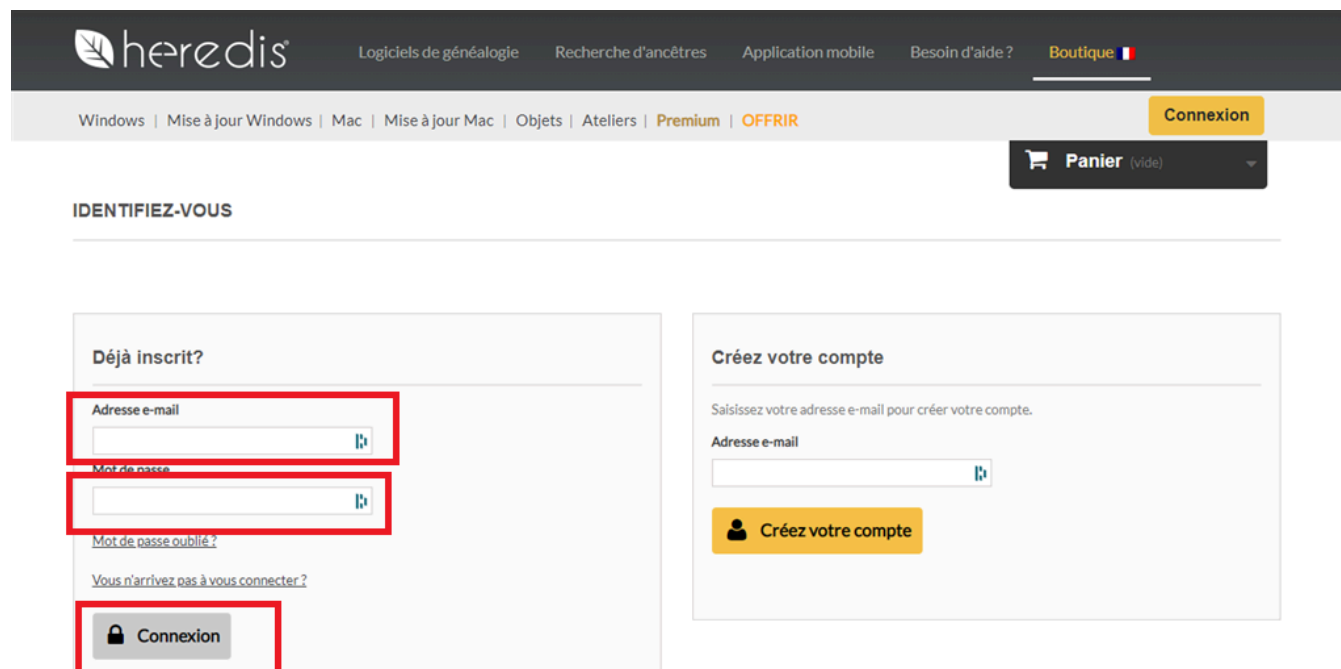 heredis
Logiciels de généalogie Recherche d'ancêtres Application mobile Besoin d'aide ? Boutique
Windows | Mise à jour Windows | Mac | Mise à jour Mac | Objets | Ateliers | Premium | OFFRIR
Connexion
Panier (vide)
IDENTIFIEZ-VOUS
Déjà inscrit?
Adresse e-mail
Mot de passe
Mot de passe oublié ?
Vous n'arrivez pas à vous connecter ?
Connexion
Créez votre compte
Saisissez votre adresse e-mail pour créer votre compte.
Adresse e-mail
Créez votre compte